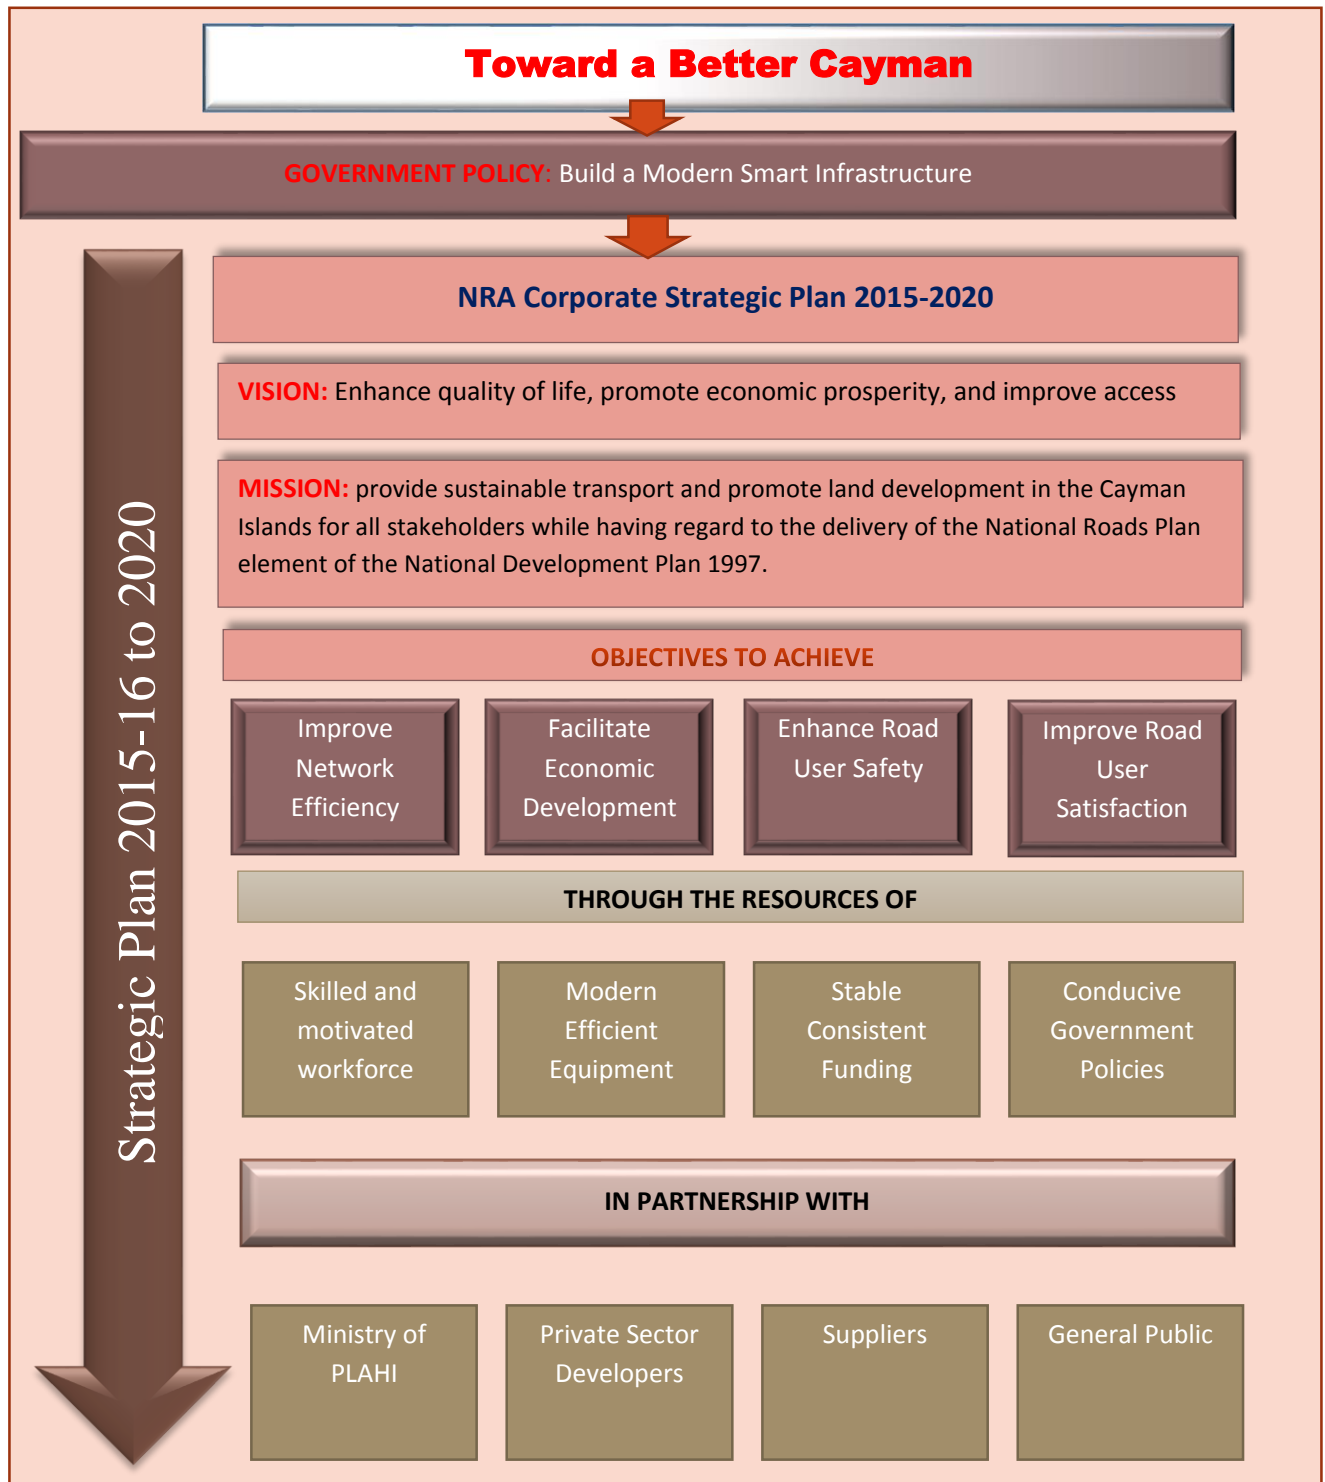 Toward a Better Cayman
GOVERNMENT POLICY: Build a Modern Smart Infrastructure
Strategic Plan 2015-16 to 2020
NRA Corporate Strategic Plan 2015-2020
VISION: Enhance quality of life, promote economic prosperity, and improve access
MISSION: provide sustainable transport and promote land development in the Cayman
Islands for all stakeholders while having regard to the delivery of the National Roads Plan
element of the National Development Plan 1997.
OBJECTIVES TO ACHIEVE
Improve
Network
Efficiency
Facilitate
Economic
Development
Enhance Road
User Safety
Improve Road
User
Satisfaction
THROUGH THE RESOURCES OF
Skilled and
motivated
workforce
Modern
Efficient
Equipment
Stable
Consistent
Funding
Conducive
Government
Policies
IN PARTNERSHIP WITH
Ministry of
PLAHI
Private Sector
Developers
Suppliers
General Public